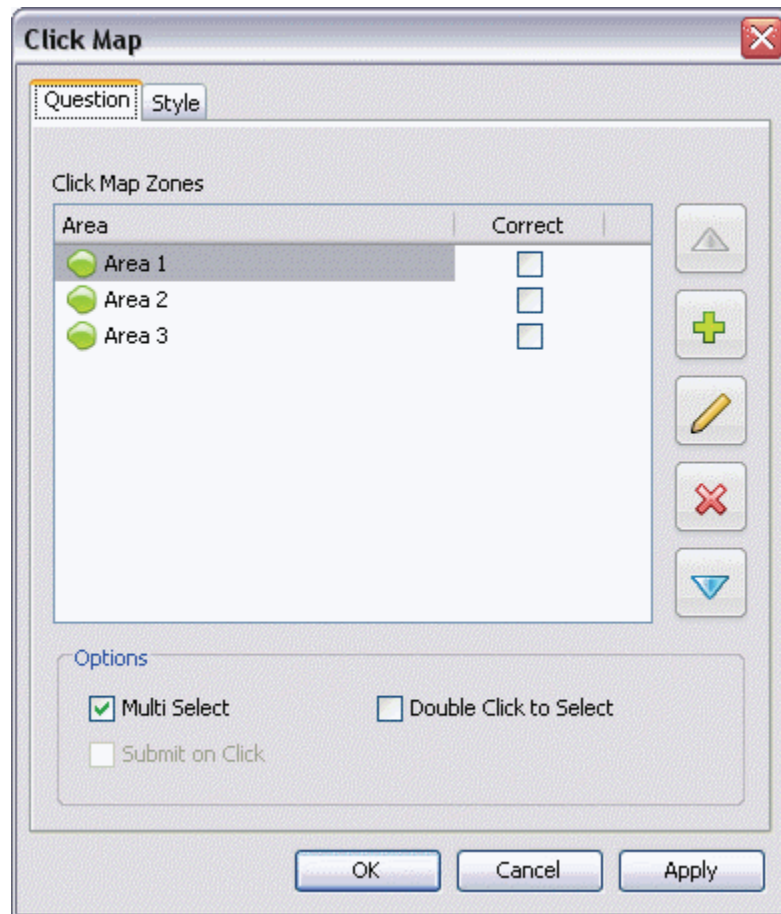 Click Map
Question Style
Click Map Zones
Area Correct
Area 1
Area 2
Area 3
Options
Multi Select Double Click to Select
Submit on Click
OK Cancel Apply